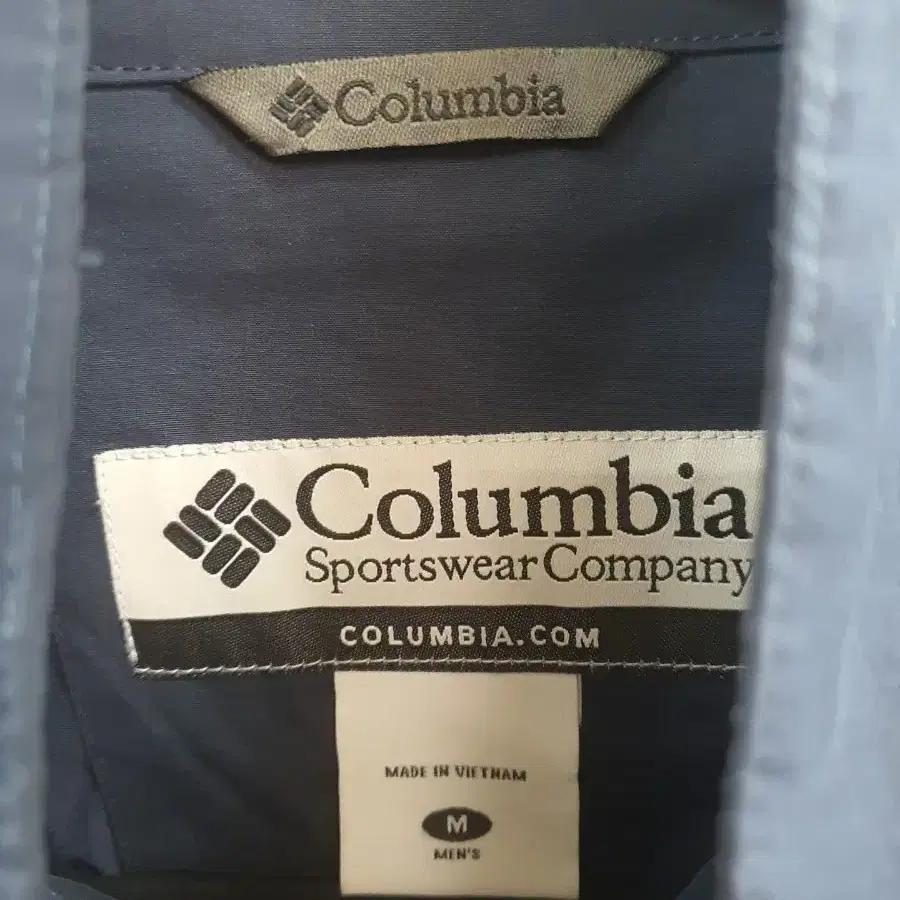 Columbia
Columbia
Sportswear Company
COLUMBIA.COM
MADE IN VIETNAM
M
MEN'S